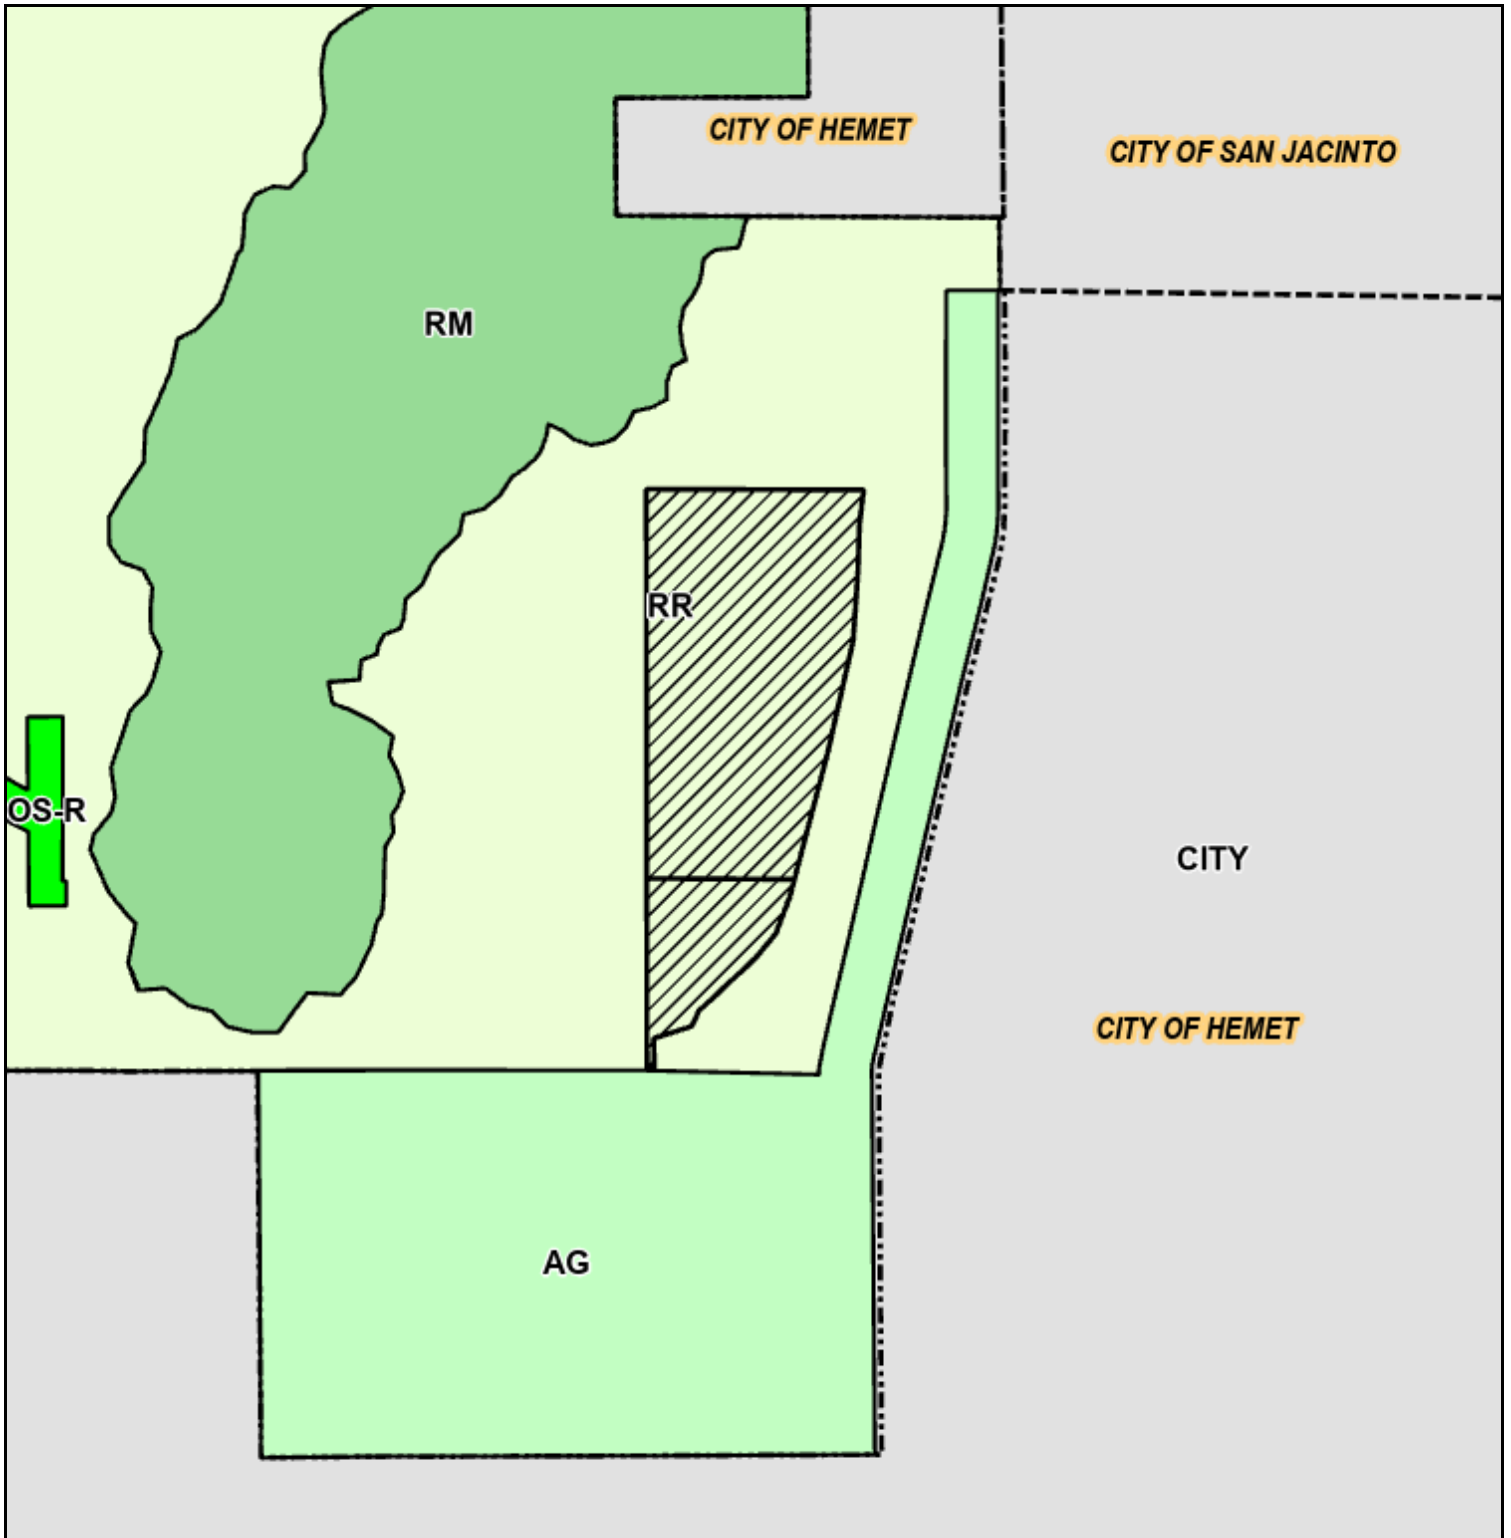 CITY OF HEMET
CITY OF SAN JACINTO
RM
RR
OS-R
CITY
CITY OF HEMET
AG